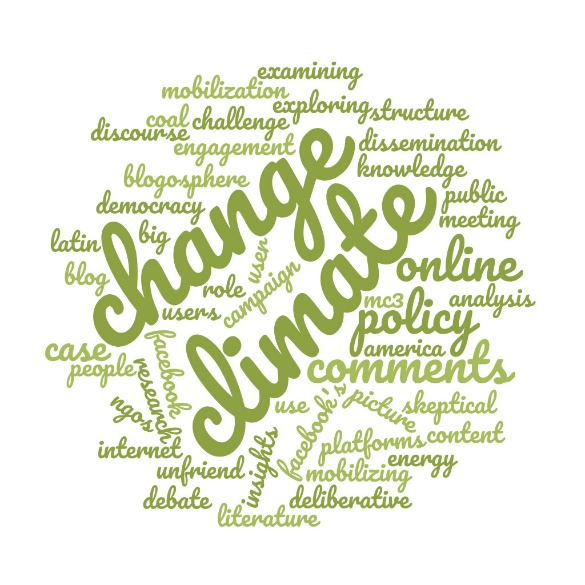 examining
mobilization
exploring
structure
coal
challenge
discourse
engagement
dissemination
knowledge
blogosphere
change
public
democracy
meeting
latin
big
user
climate
online
blog
role
campaign
mc3
analysis
users
policy
case
america
people
facebook
comments
research
ngos
use
facebook's
picture
skeptical
internet
platforms
content
unfriend
insights
mobilizing
energy
debate
deliberative
literature